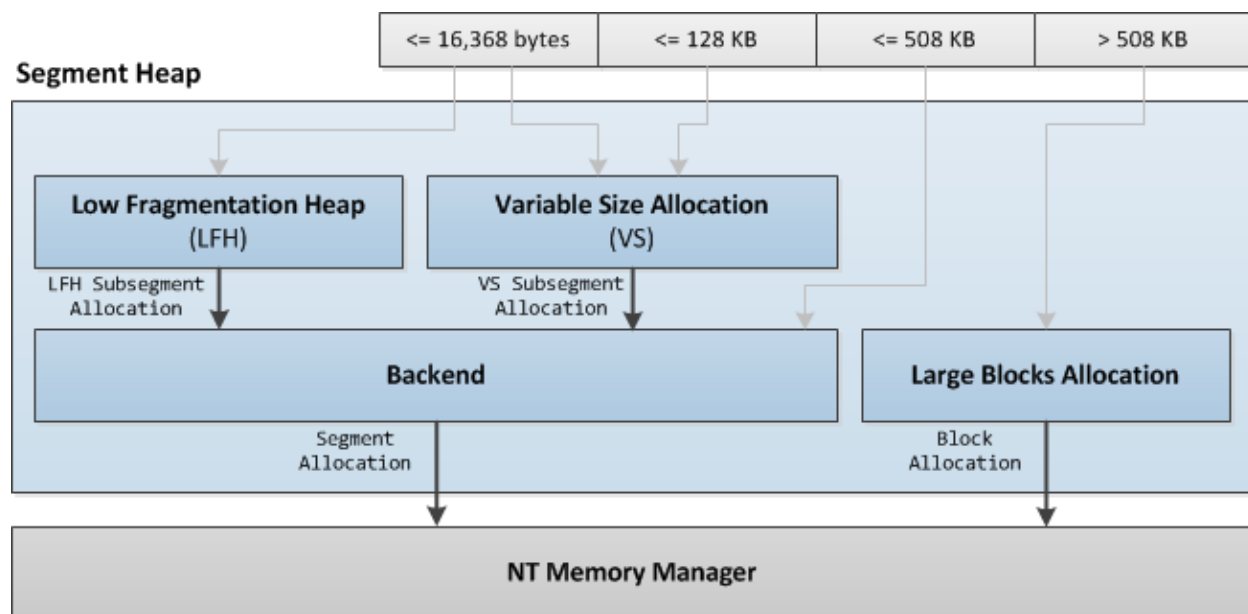 <= 16,368 bytes
<= 128 KB
<= 508 KB
> 508 KB
Segment Heap
Low Fragmentation Heap
(LFH)
Variable Size Allocation
(VS)
LFH Subsegment
Allocation
VS Subsegment
Allocation
Backend
Large Blocks Allocation
Segment
Allocation
Block
Allocation
NT Memory Manager